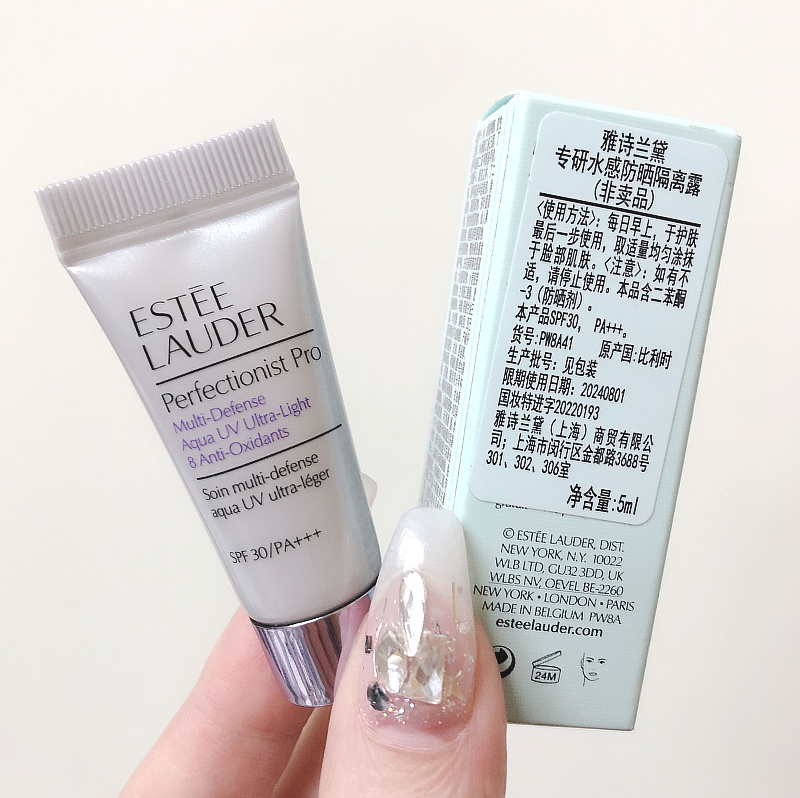 ESTĒE
LAUDER
Perfectionist Pro
Multi-Defense
Aqua UV Ultra-Light
8 Anti-Oxidants
Soin multi-defense
aqua UV ultra-léger
SPF 30/PA+++
雅诗兰黛
专研水感防晒隔离露
(非卖品)
〈使用方法〉：每日早上，于护肤
最后一步使用，取适量均匀涂抹
于脸部肌肤。〈注意〉：如有不
适，请停止使用。本品含二苯酮
-3（防晒剂）。
本产品SPF30， PA+++。
货号:PW8A41 原产国:比利时
生产批号：见包装
限期使用日期：20240801
国妆特进字20220193
雅诗兰黛（上海）商贸有限公
司；上海市闵行区金都路3688号
301、302、306室
净含量:5ml
© ESTĒE LAUDER, DIST.
NEW YORK, N.Y. 10022
WLB LTD, GU32 3DD, UK
WLBS NV, OEVEL BE-2260
NEW YORK • LONDON • PARIS
MADE IN BELGIUM PW8A
esteelauder.com
24M